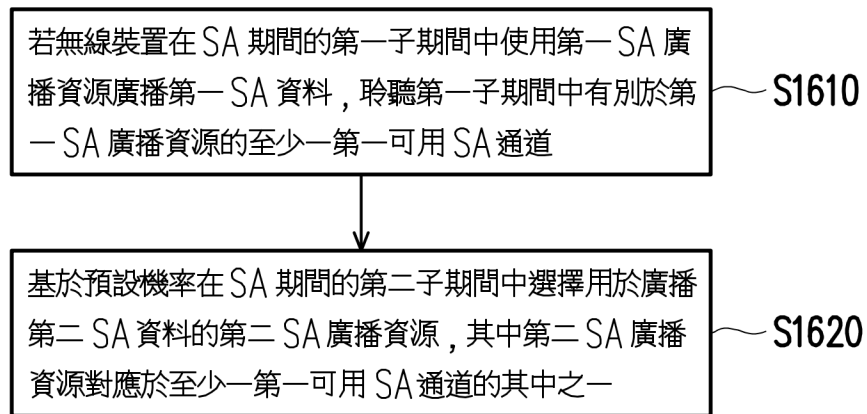 若無線裝置在SA期間的第一子期間中使用第一SA廣
播資源廣播第一SA資料,聆聽第一子期間中有別於第
一SA廣播資源的至少一第一可用SA通道
S1610
基於預設機率在SA期間的第二子期間中選擇用於廣播
第二SA資料的第二SA廣播資源,其中第二SA廣播
資源對應於至少一第一可用SA通道的其中之一
S1620